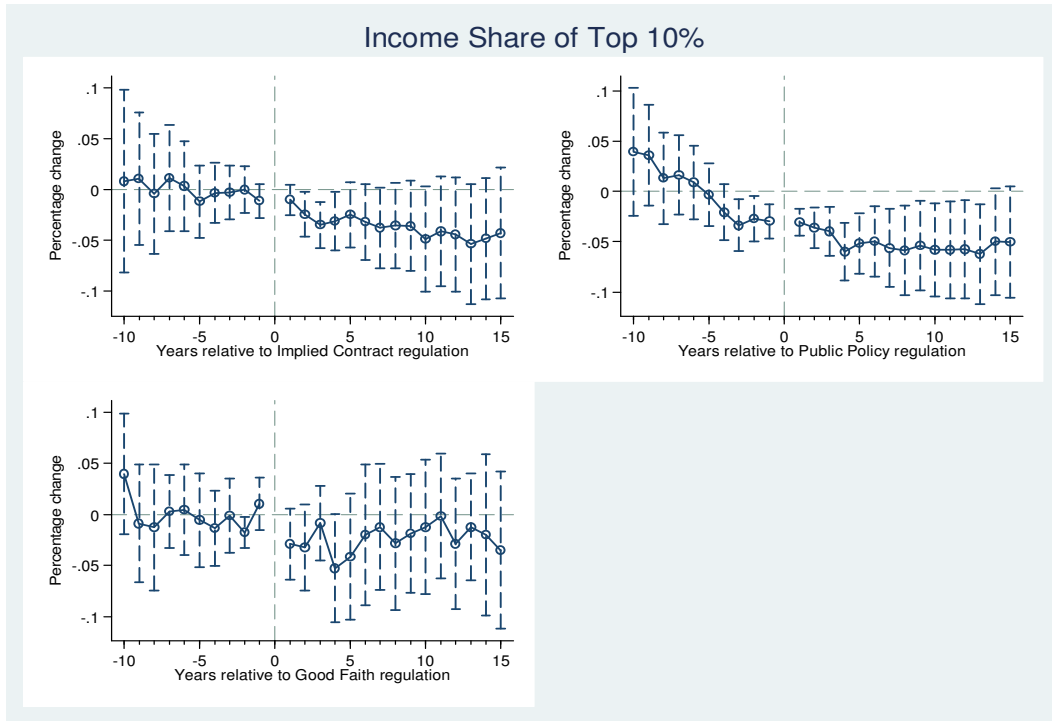 Income Share of Top 10%
Percentage change
.1
.05
0
-.05
-.1
-10 -5 0 5 10 15
Years relative to Implied Contract regulation
Percentage change
.1
.05
0
-.05
-.1
-10 -5 0 5 10 15
Years relative to Public Policy regulation
Percentage change
.1
.05
0
-.05
-.1
-10 -5 0 5 10 15
Years relative to Good Faith regulation